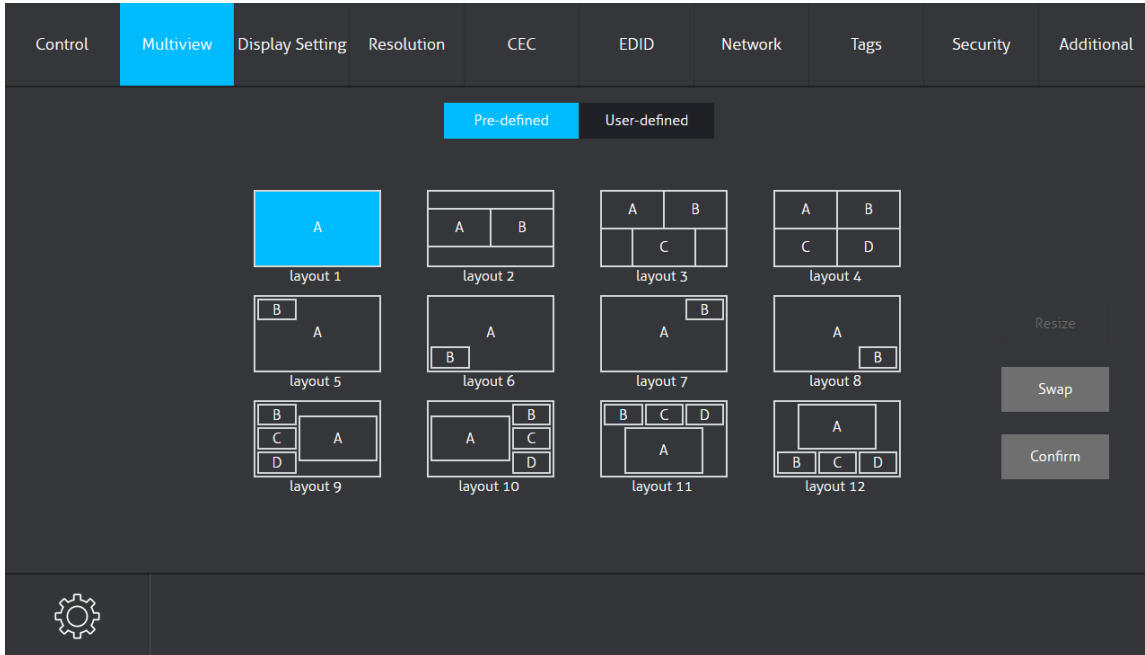 Control Multiview Display Setting Resolution CEC EDID Network Tags Security Additional
Pre-defined User-defined
A
layout 1
A B
layout 2
A B
C
layout 3
A B
C D
layout 4
B
A
layout 5
A
B
layout 6
B
A
layout 7
A
B
layout 8
Resize
Swap
B
C A
D
layout 9
B
A C
D
layout 10
B C D
A
layout 11
A
B C D
layout 12
Confirm